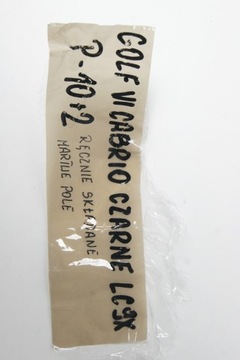 GOLF VI CABRIO CZARNE LC9X
P-10+2
RĘCZNIE SKŁADANE
MARTWE POLE